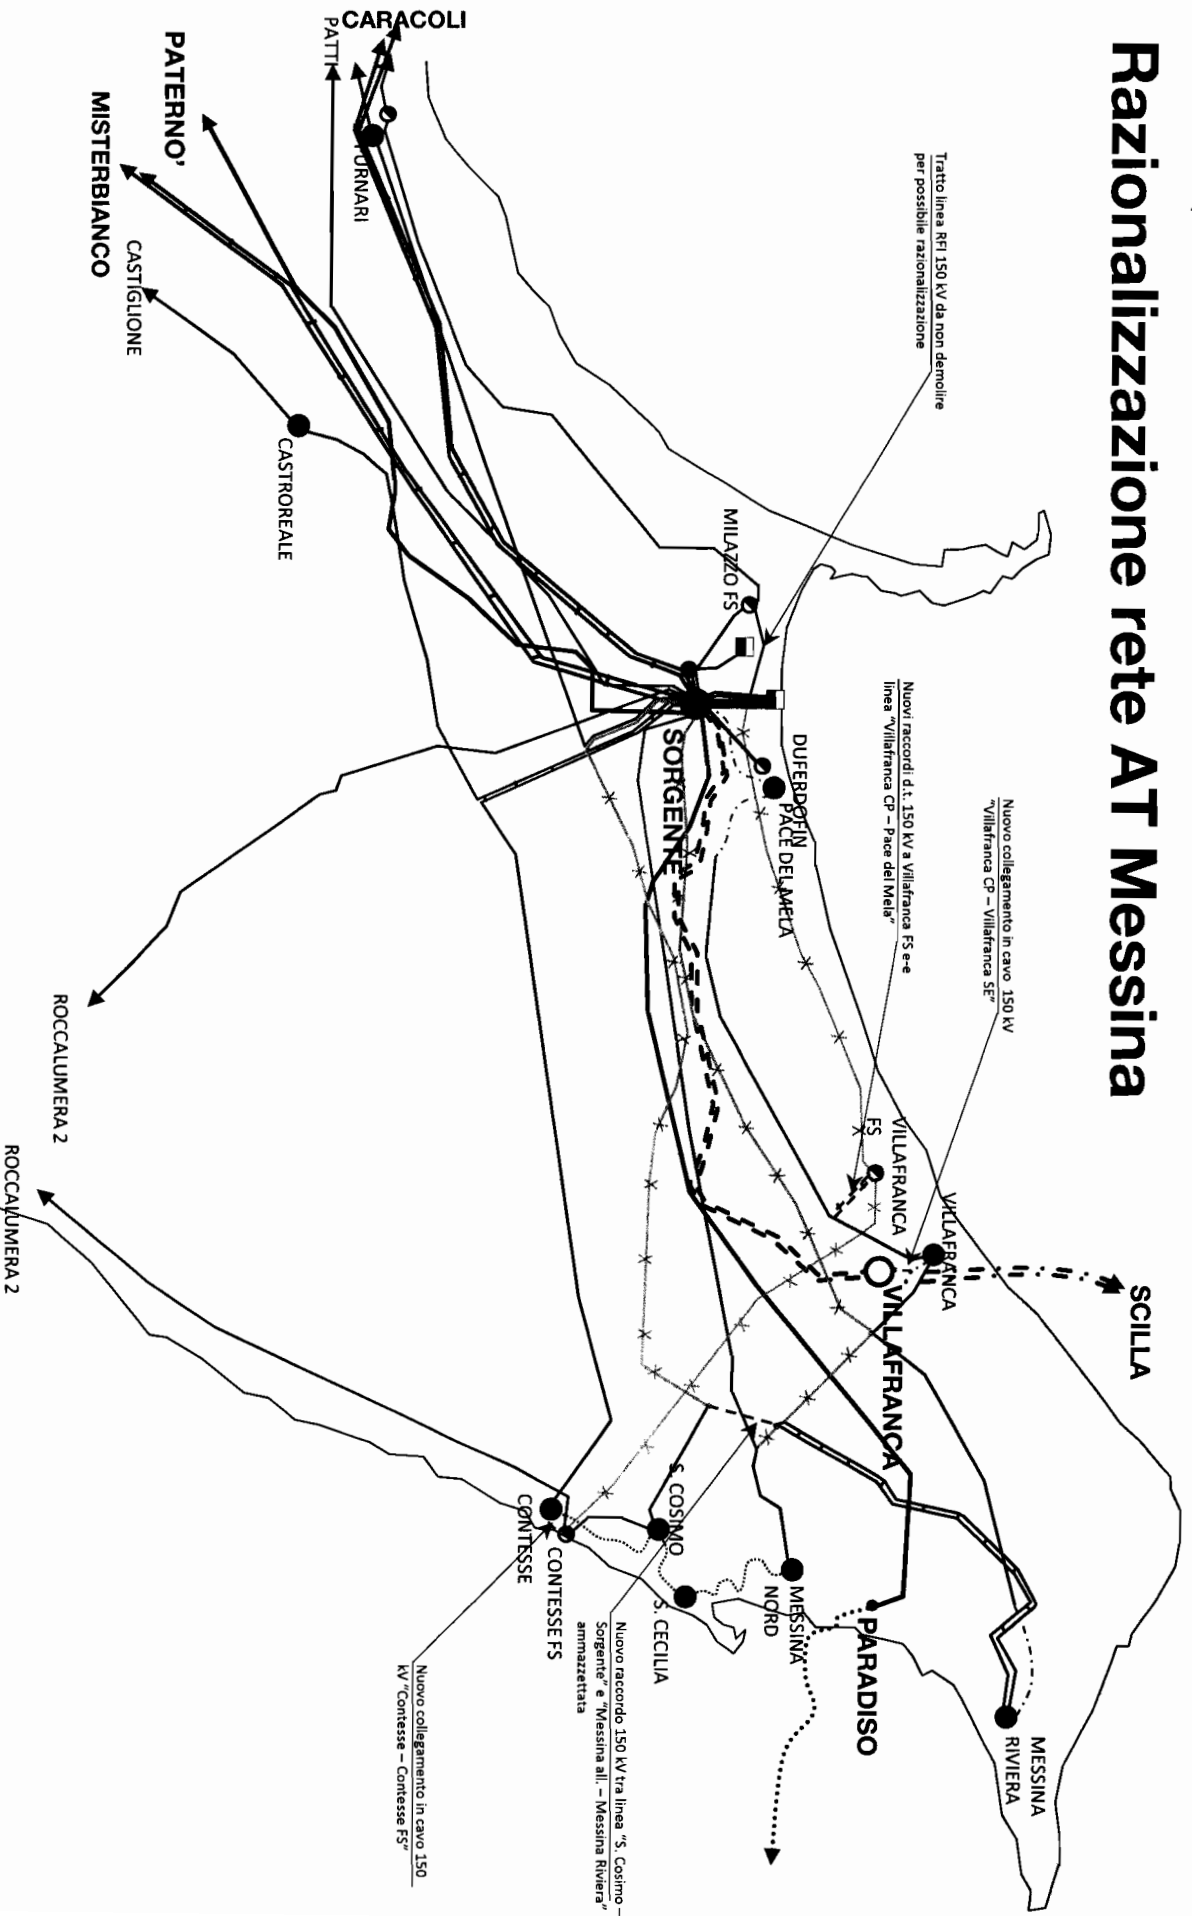 Razionalizzazione rete AT Messina
CARACOLI
PATTI
FURNARI
PATERNO’
MISTERBIANCO
CASTIGLIONE
CASTROREALE
Tratto linea RFI 150 kV da non demolire
per possibile razionalizzazione
MILAZZO FS
SORGENTE
DUFERDOFIN
PACE DEL MELA
Nuovi raccordi d.t. 150 kV a Villafranca FS e-e
linea “Villafranca CP – Pace del Mela”
Nuovo collegamento in cavo 150 kV
“Villafranca CP – Villafranca SE”
VILLAFRANCA
FS
VILLAFRANCA
VILLAFRANCA
SCILLA
ROCCALUMERA 2
ROCCALUMERA 2
CONTESSE
CONTESSE FS
S. COSIMO
S. CECILIA
MESSINA
NORD
PARADISO
MESSINA
RIVIERA
Nuovo raccordo 150 kV tra linea “S. Cosimo –
Sorgente” e “Messina all. – Messina Riviera”
ammazzettata
Nuovo collegamento in cavo 150
kV “Contesse – Contesse FS”